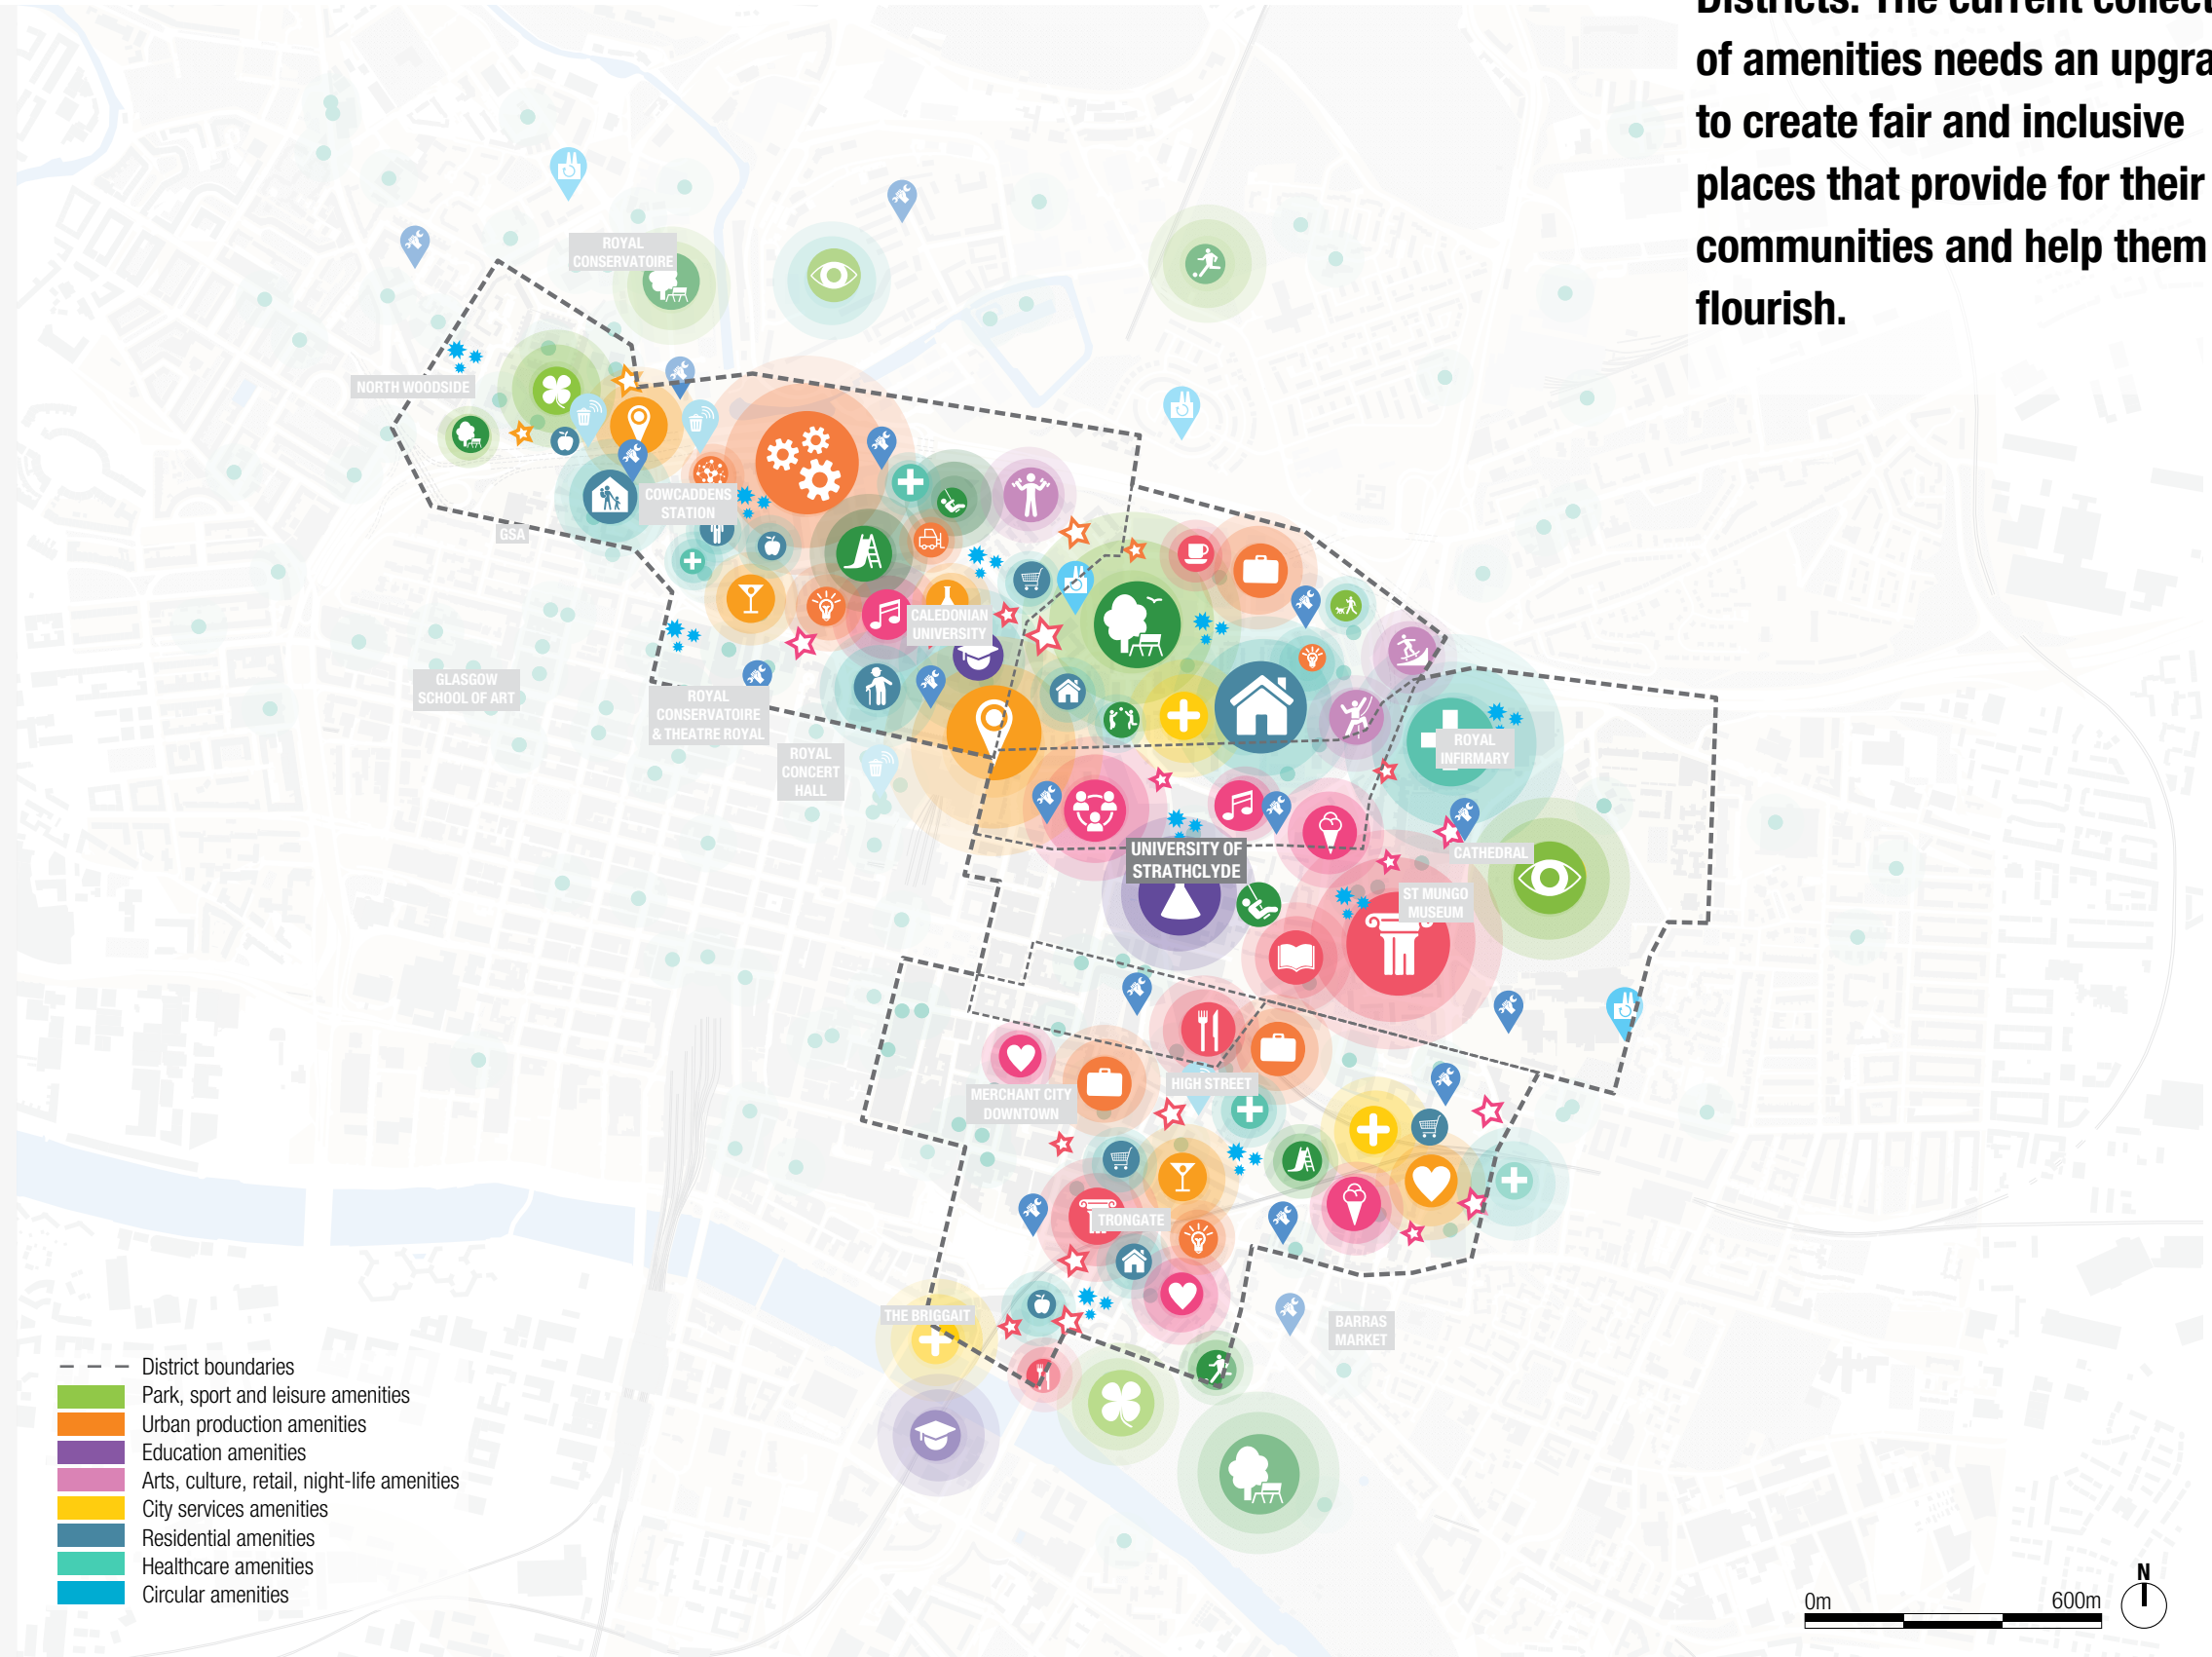 of amenities needs an
to create fair and inclusive
places that provide for their
communities and help them
flourish.
ROYAL
CONSERVATOIRE
NORTH WOODSIDE
COWCADDENS
STATION
GSA
CALEDONIAN
UNIVERSITY
GLASGOW
SCHOOL OF ART
ROYAL
CONSERVATOIRE
& THEATRE ROYAL
ROYAL
CONCERT
HALL
ROYAL
INFIRMARY
UNIVERSITY OF
STRATHCLYDE
CATHEDRAL
ST MUNGO
MUSEUM
HIGH STREET
MERCHANT CITY
DOWNTOWN
TRONGATE
THE BRIGGAIT
BARRAS
MARKET
District boundaries
Park, sport and leisure amenities
Urban production amenities
Education amenities
Arts, culture, retail, night-life amenities
City services amenities
Residential amenities
Healthcare amenities
Circular amenities
0m 600m
N